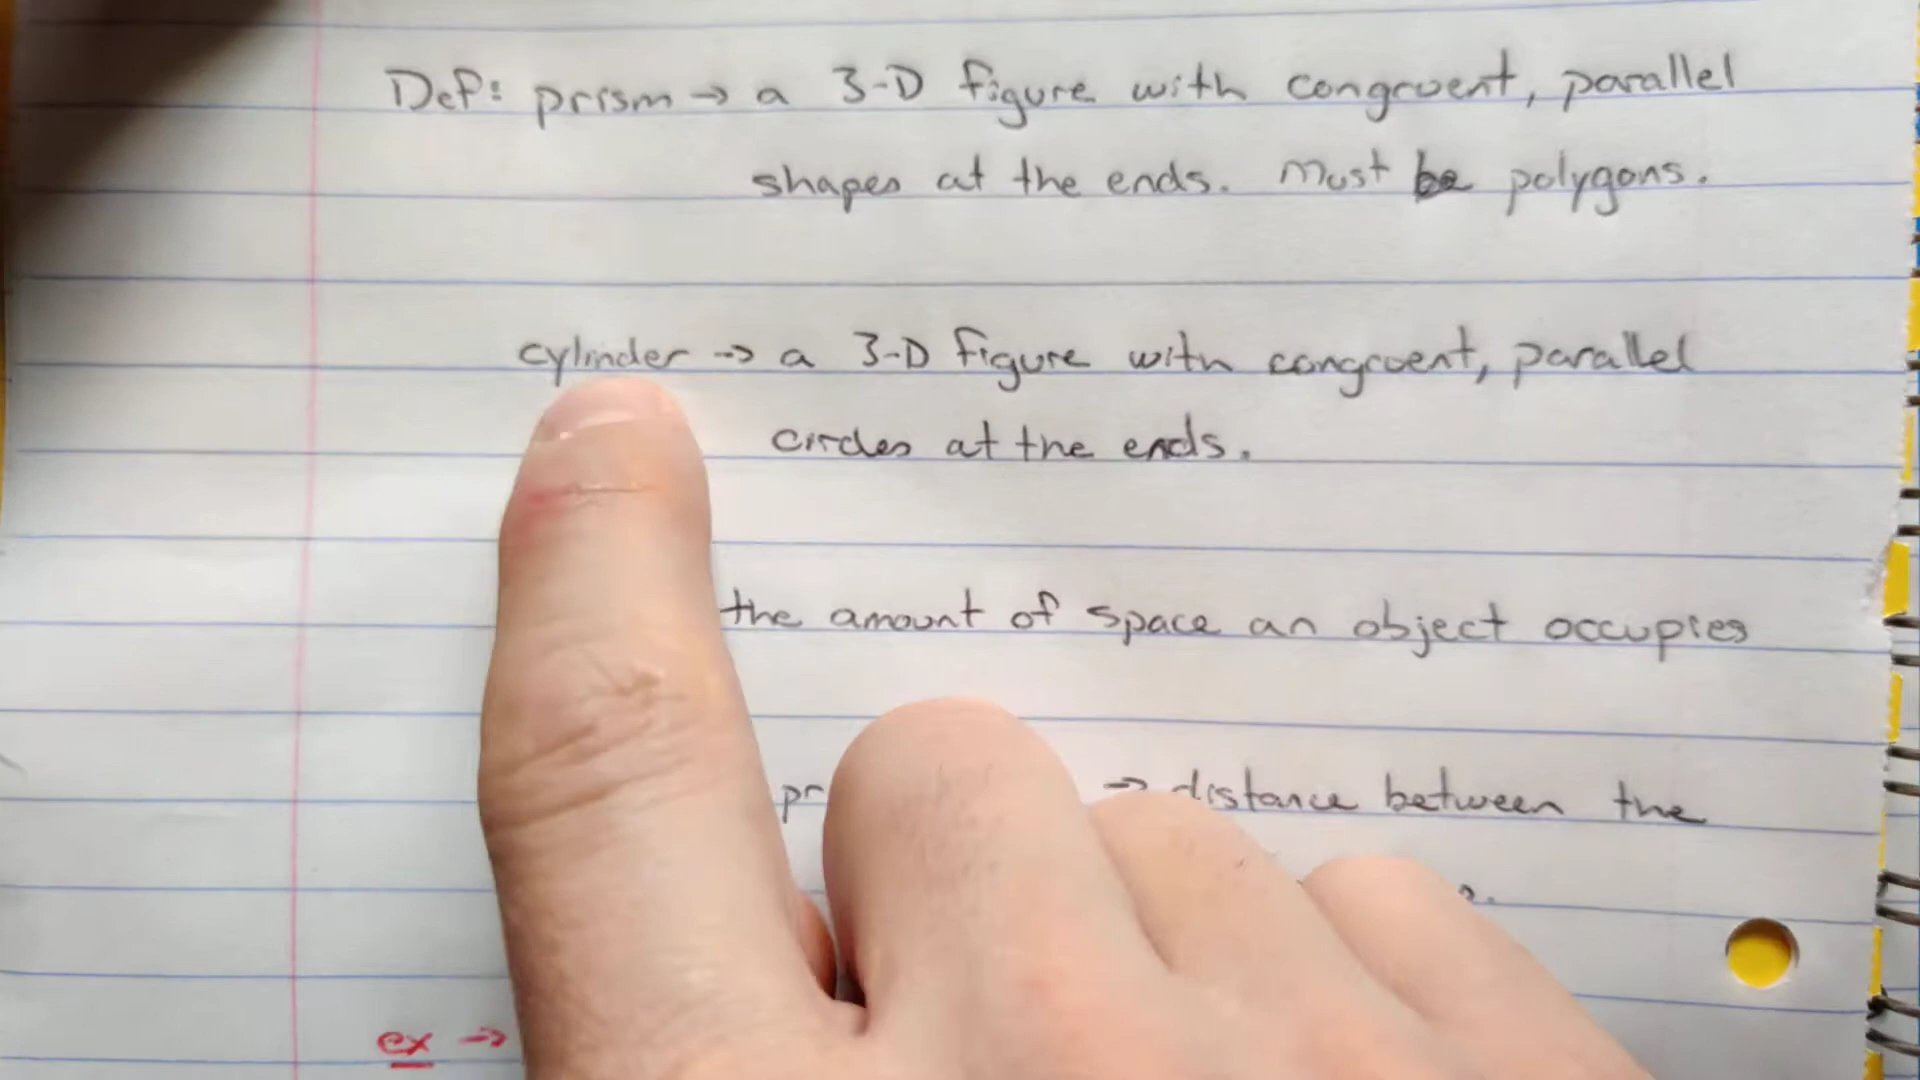 Def: prism → a 3-D figure with congruent, parallel
shapes at the ends. Must be polygons.
cylinder → a 3-D figure with congruent, parallel
circles at the ends.
the amount of space an object occupies
→ distance between the
ex →